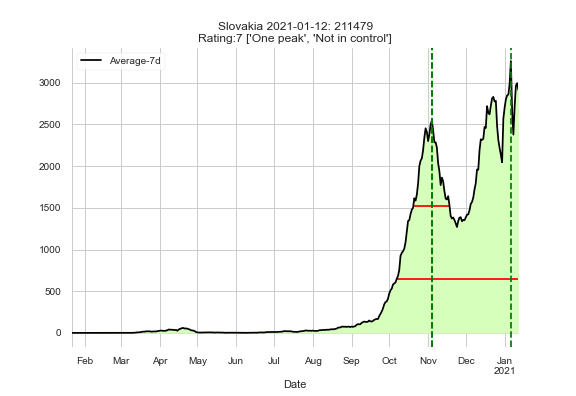 Slovakia 2021-01-12: 211479
Rating:7 ['One peak', 'Not in control']
Average-7d
3000
2500
2000
1500
1000
500
0
Feb Mar Apr May Jun Jul Aug Sep Oct Nov Dec Jan
2021
Date